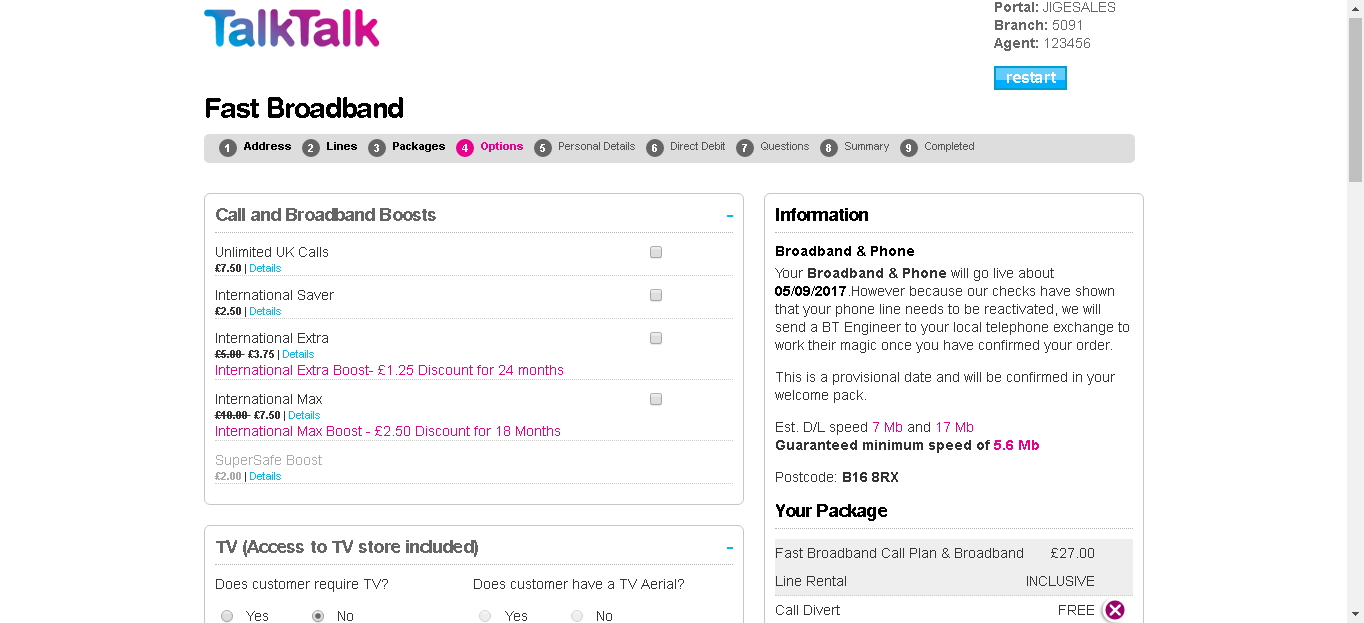 TalkTalk
Portal: JIGESALES
Branch: 5091
Agent: 123456
restart
Fast Broadband
1 Address 2 Lines 3 Packages 4 Options 5 Personal Details 6 Direct Debit 7 Questions 8 Summary 9 Completed
Call and Broadband Boosts -
Unlimited UK Calls
£7.50 | Details
International Saver
£2.50 | Details
International Extra
£5.00 £3.75 | Details
International Extra Boost- £1.25 Discount for 24 months
International Max
£10.00 £7.50 | Details
International Max Boost - £2.50 Discount for 18 Months
SuperSafe Boost
£2.00 | Details
TV (Access to TV store included) -
Does customer require TV? Does customer have a TV Aerial?
Yes No Yes No
Information
Broadband & Phone
Your Broadband & Phone will go live about
05/09/2017.However because our checks have shown
that your phone line needs to be reactivated, we will
send a BT Engineer to your local telephone exchange to
work their magic once you have confirmed your order.
This is a provisional date and will be confirmed in your
welcome pack.
Est. D/L speed 7 Mb and 17 Mb
Guaranteed minimum speed of 5.6 Mb
Postcode: B16 8RX
Your Package
Fast Broadband Call Plan & Broadband £27.00
Line Rental INCLUSIVE
Call Divert FREE